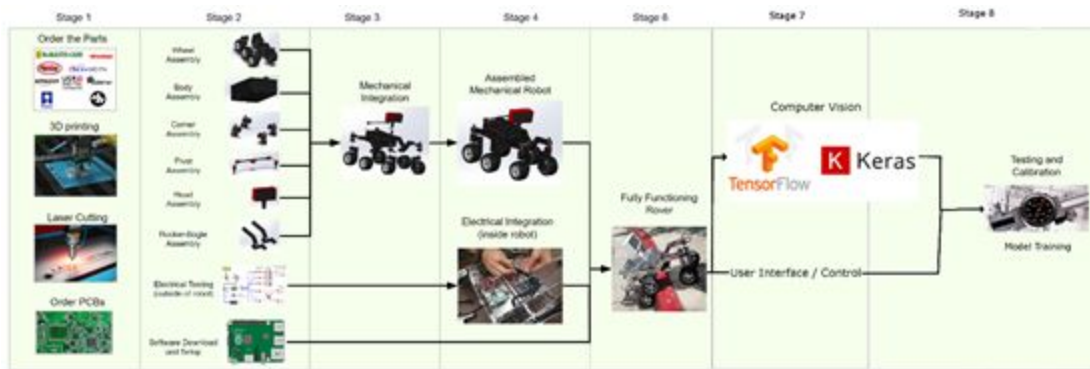 Stage 1
Stage 2
Stage 3
Stage 4
Stage 6
Stage 7
Stage 8
Order the Parts
3D printing
Laser Cutting
Order PCBs
Wheel
Assembly
Body
Assembly
Corner
Assembly
Pivot
Assembly
Head
Assembly
Rocker-Bogie
Assembly
Electrical Testing
(outside of robot)
Software Download
and Setup
Mechanical
Integration
Assembled
Mechanical Robot
Electrical Integration
(inside robot)
Fully Functioning
Rover
Computer Vision
TensorFlow
K Keras
User Interface / Control
Testing and
Calibration
Model Training